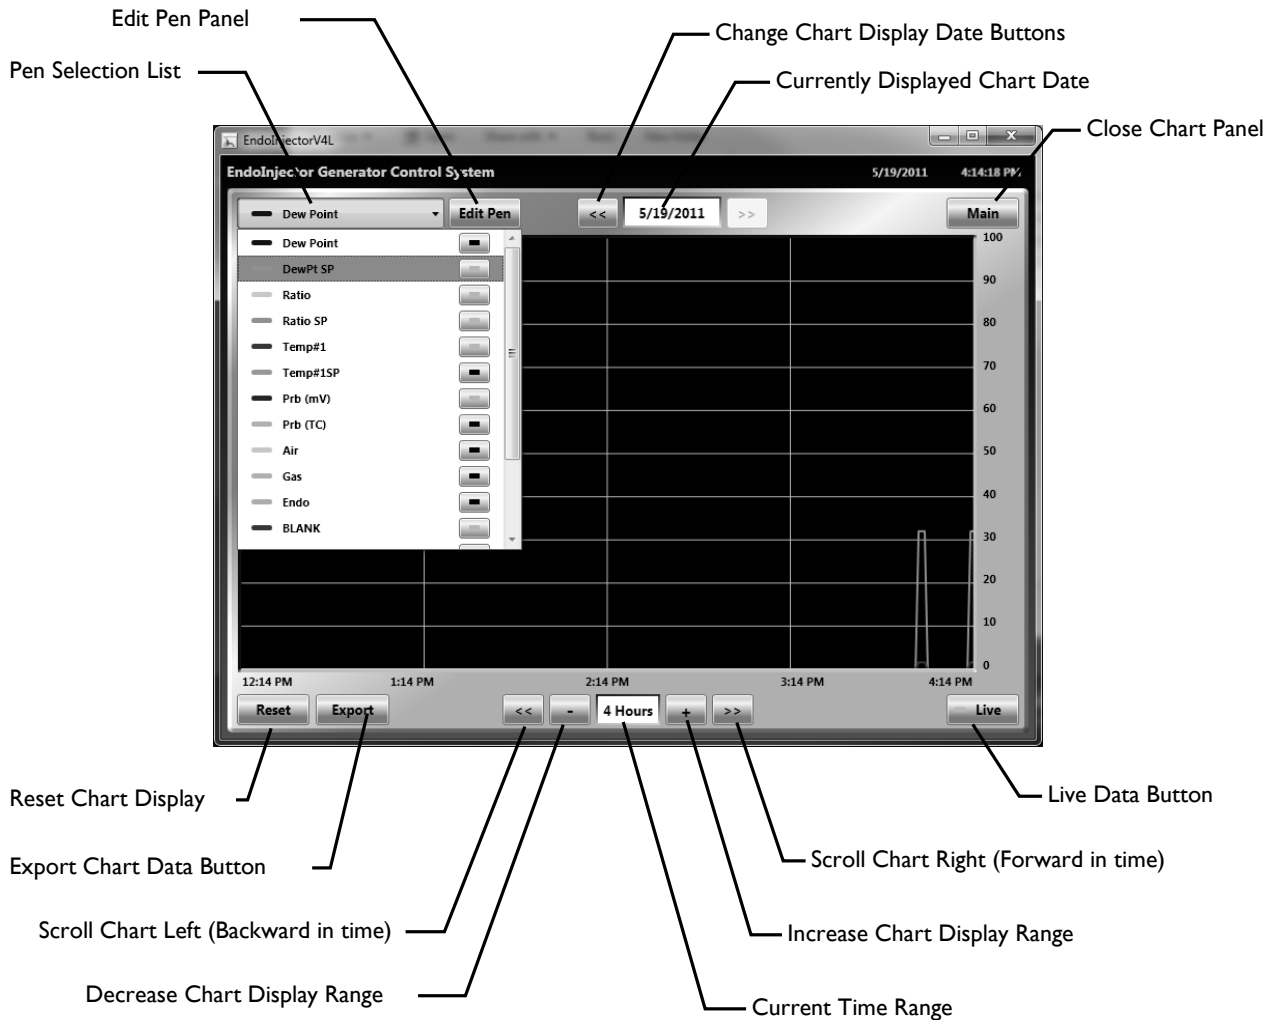 Edit Pen Panel
Change Chart Display Date Buttons
Pen Selection List
Currently Displayed Chart Date
Close Chart Panel
EndoInjectorV4L
EndoInjector Generator Control System
5/19/2011 4:14:18 PM
Dew Point
Edit Pen
<< 5/19/2011 >>
Main
Dew Point
DewPt SP
Ratio
Ratio SP
Temp#1
Temp#1SP
Prb (mV)
Prb (TC)
Air
Gas
Endo
BLANK
100
90
80
70
60
50
40
30
20
10
0
12:14 PM 1:14 PM 2:14 PM 3:14 PM 4:14 PM
Reset Export << - 4 Hours + >> Live
Reset Chart Display
Live Data Button
Export Chart Data Button
Scroll Chart Right (Forward in time)
Scroll Chart Left (Backward in time)
Increase Chart Display Range
Decrease Chart Display Range
Current Time Range